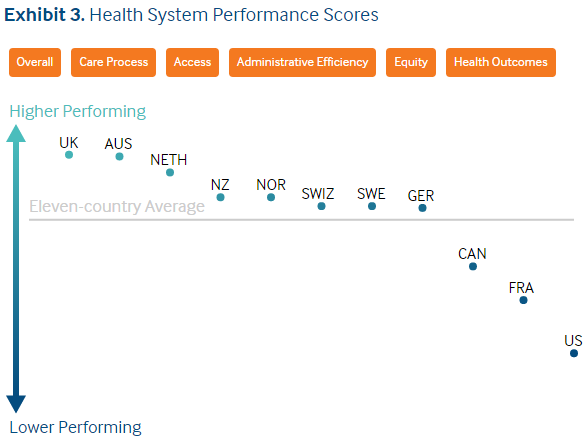 Exhibit 3. Health System Performance Scores
Overall
Care Process
Access
Administrative Efficiency
Equity
Health Outcomes
Higher Performing
UK
AUS
NETH
NZ
NOR
SWIZ
SWE
GER
Eleven-country Average
CAN
FRA
US
Lower Performing